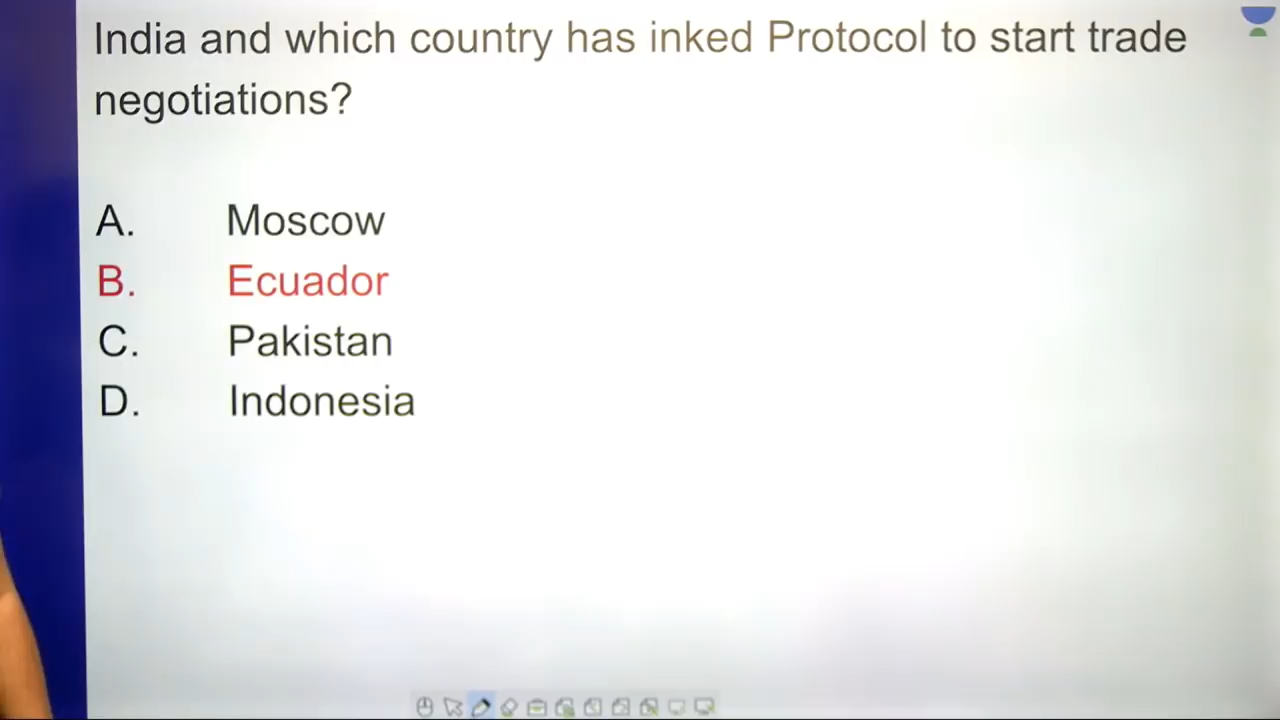 India and which country has inked Protocol to start trade
negotiations?
A. Moscow
B. Ecuador
C. Pakistan
D. Indonesia